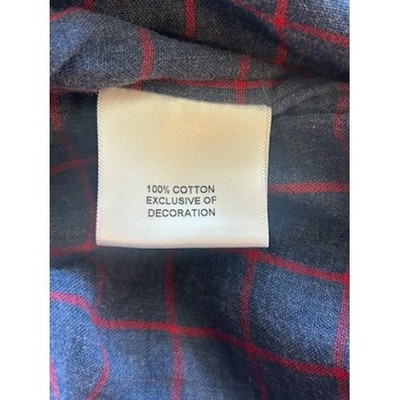 100% COTTON
EXCLUSIVE OF
DECORATION